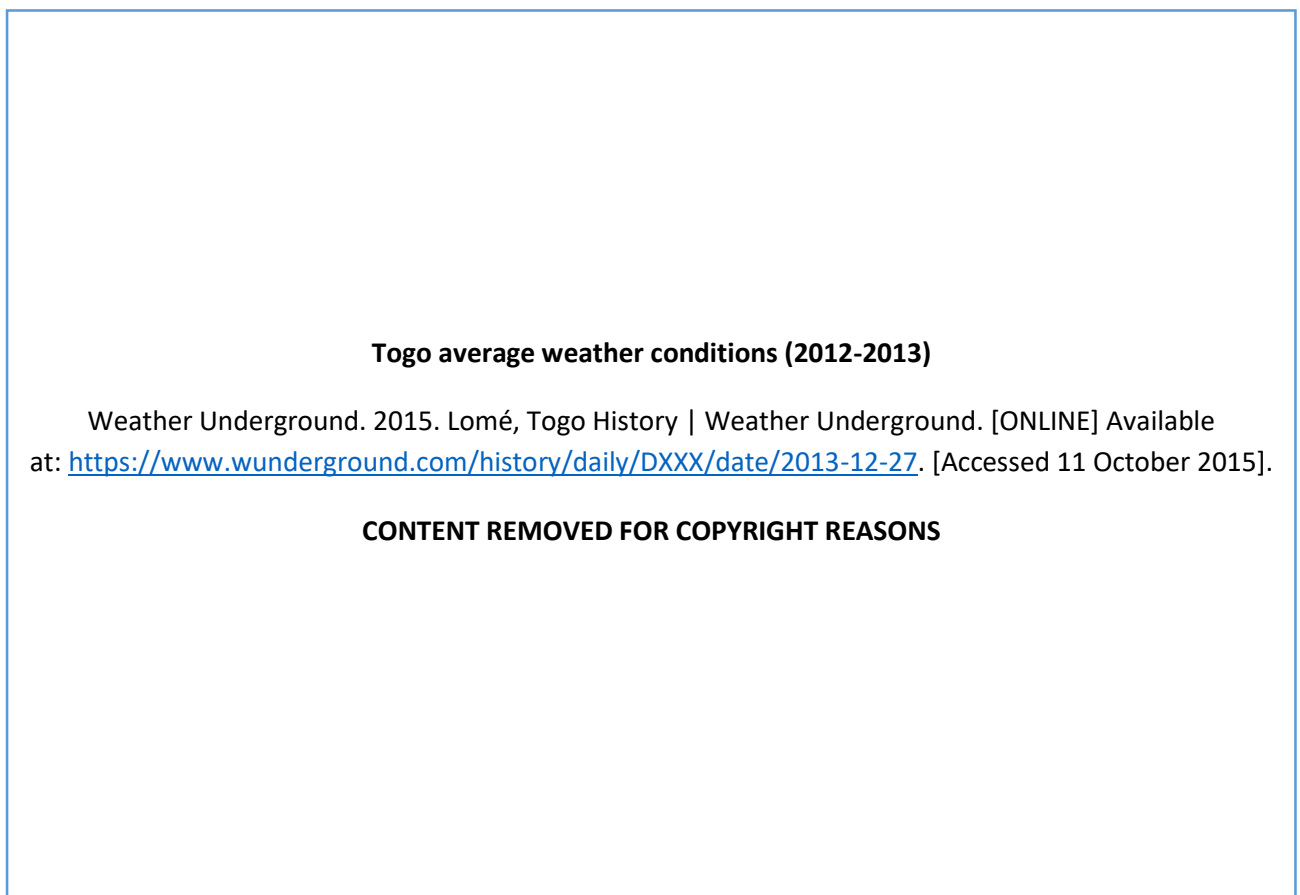 Togo average weather conditions (2012-2013)
Weather Underground. 2015. Lomé, Togo History | Weather Underground. [ONLINE] Available
at: https://www.wunderground.com/history/daily/DXXX/date/2013-12-27. [Accessed 11 October 2015].
CONTENT REMOVED FOR COPYRIGHT REASONS